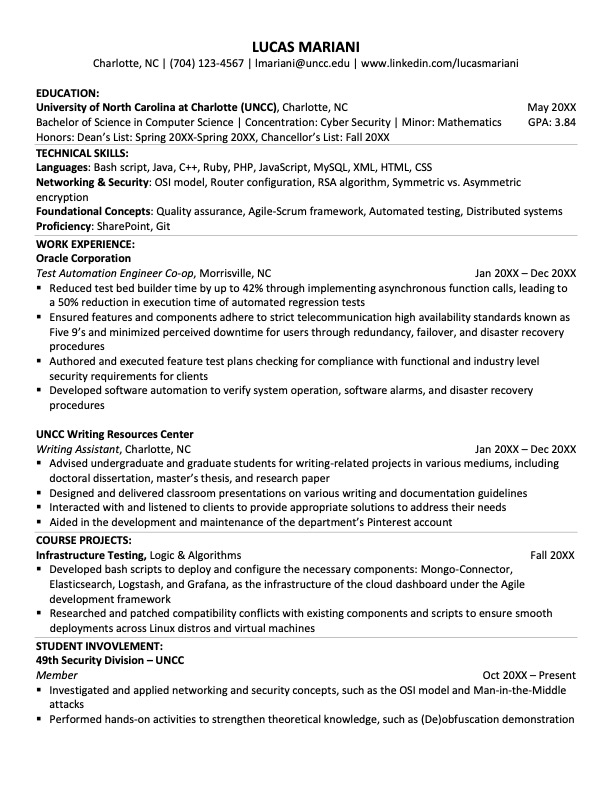 LUCAS MARIANI
Charlotte, NC | (704) 123-4567 | lmariani@uncc.edu | www.linkedin.com/lucasmariani
EDUCATION:
University of North Carolina at Charlotte (UNCC), Charlotte, NC May 20XX
Bachelor of Science in Computer Science | Concentration: Cyber Security | Minor: Mathematics GPA: 3.84
Honors: Dean's List: Spring 20XX-Spring 20XX, Chancellor's List: Fall 20XX
TECHNICAL SKILLS:
Languages: Bash script, Java, C++, Ruby, PHP, JavaScript, MySQL, XML, HTML, CSS
Networking & Security: OSI model, Router configuration, RSA algorithm, Symmetric vs. Asymmetric
encryption
Foundational Concepts: Quality assurance, Agile-Scrum framework, Automated testing, Distributed systems
Proficiency: SharePoint, Git
WORK EXPERIENCE:
Oracle Corporation
Test Automation Engineer Co-op, Morrisville, NC Jan 20XX – Dec 20XX
▪ Reduced test bed builder time by up to 42% through implementing asynchronous function calls, leading to
a 50% reduction in execution time of automated regression tests
▪ Ensured features and components adhere to strict telecommunication high availability standards known as
Five 9's and minimized perceived downtime for users through redundancy, failover, and disaster recovery
procedures
▪ Authored and executed feature test plans checking for compliance with functional and industry level
security requirements for clients
▪ Developed software automation to verify system operation, software alarms, and disaster recovery
procedures
UNCC Writing Resources Center
Writing Assistant, Charlotte, NC Jan 20XX – Dec 20XX
▪ Advised undergraduate and graduate students for writing-related projects in various mediums, including
doctoral dissertation, master's thesis, and research paper
▪ Designed and delivered classroom presentations on various writing and documentation guidelines
▪ Interacted with and listened to clients to provide appropriate solutions to address their needs
▪ Aided in the development and maintenance of the department's Pinterest account
COURSE PROJECTS:
Infrastructure Testing, Logic & Algorithms Fall 20XX
▪ Developed bash scripts to deploy and configure the necessary components: Mongo-Connector,
Elasticsearch, Logstash, and Grafana, as the infrastructure of the cloud dashboard under the Agile
development framework
▪ Researched and patched compatibility conflicts with existing components and scripts to ensure smooth
deployments across Linux distros and virtual machines
STUDENT INVOVLEMENT:
49th Security Division – UNCC
Member Oct 20XX – Present
▪ Investigated and applied networking and security concepts, such as the OSI model and Man-in-the-Middle
attacks
▪ Performed hands-on activities to strengthen theoretical knowledge, such as (De)obfuscation demonstration